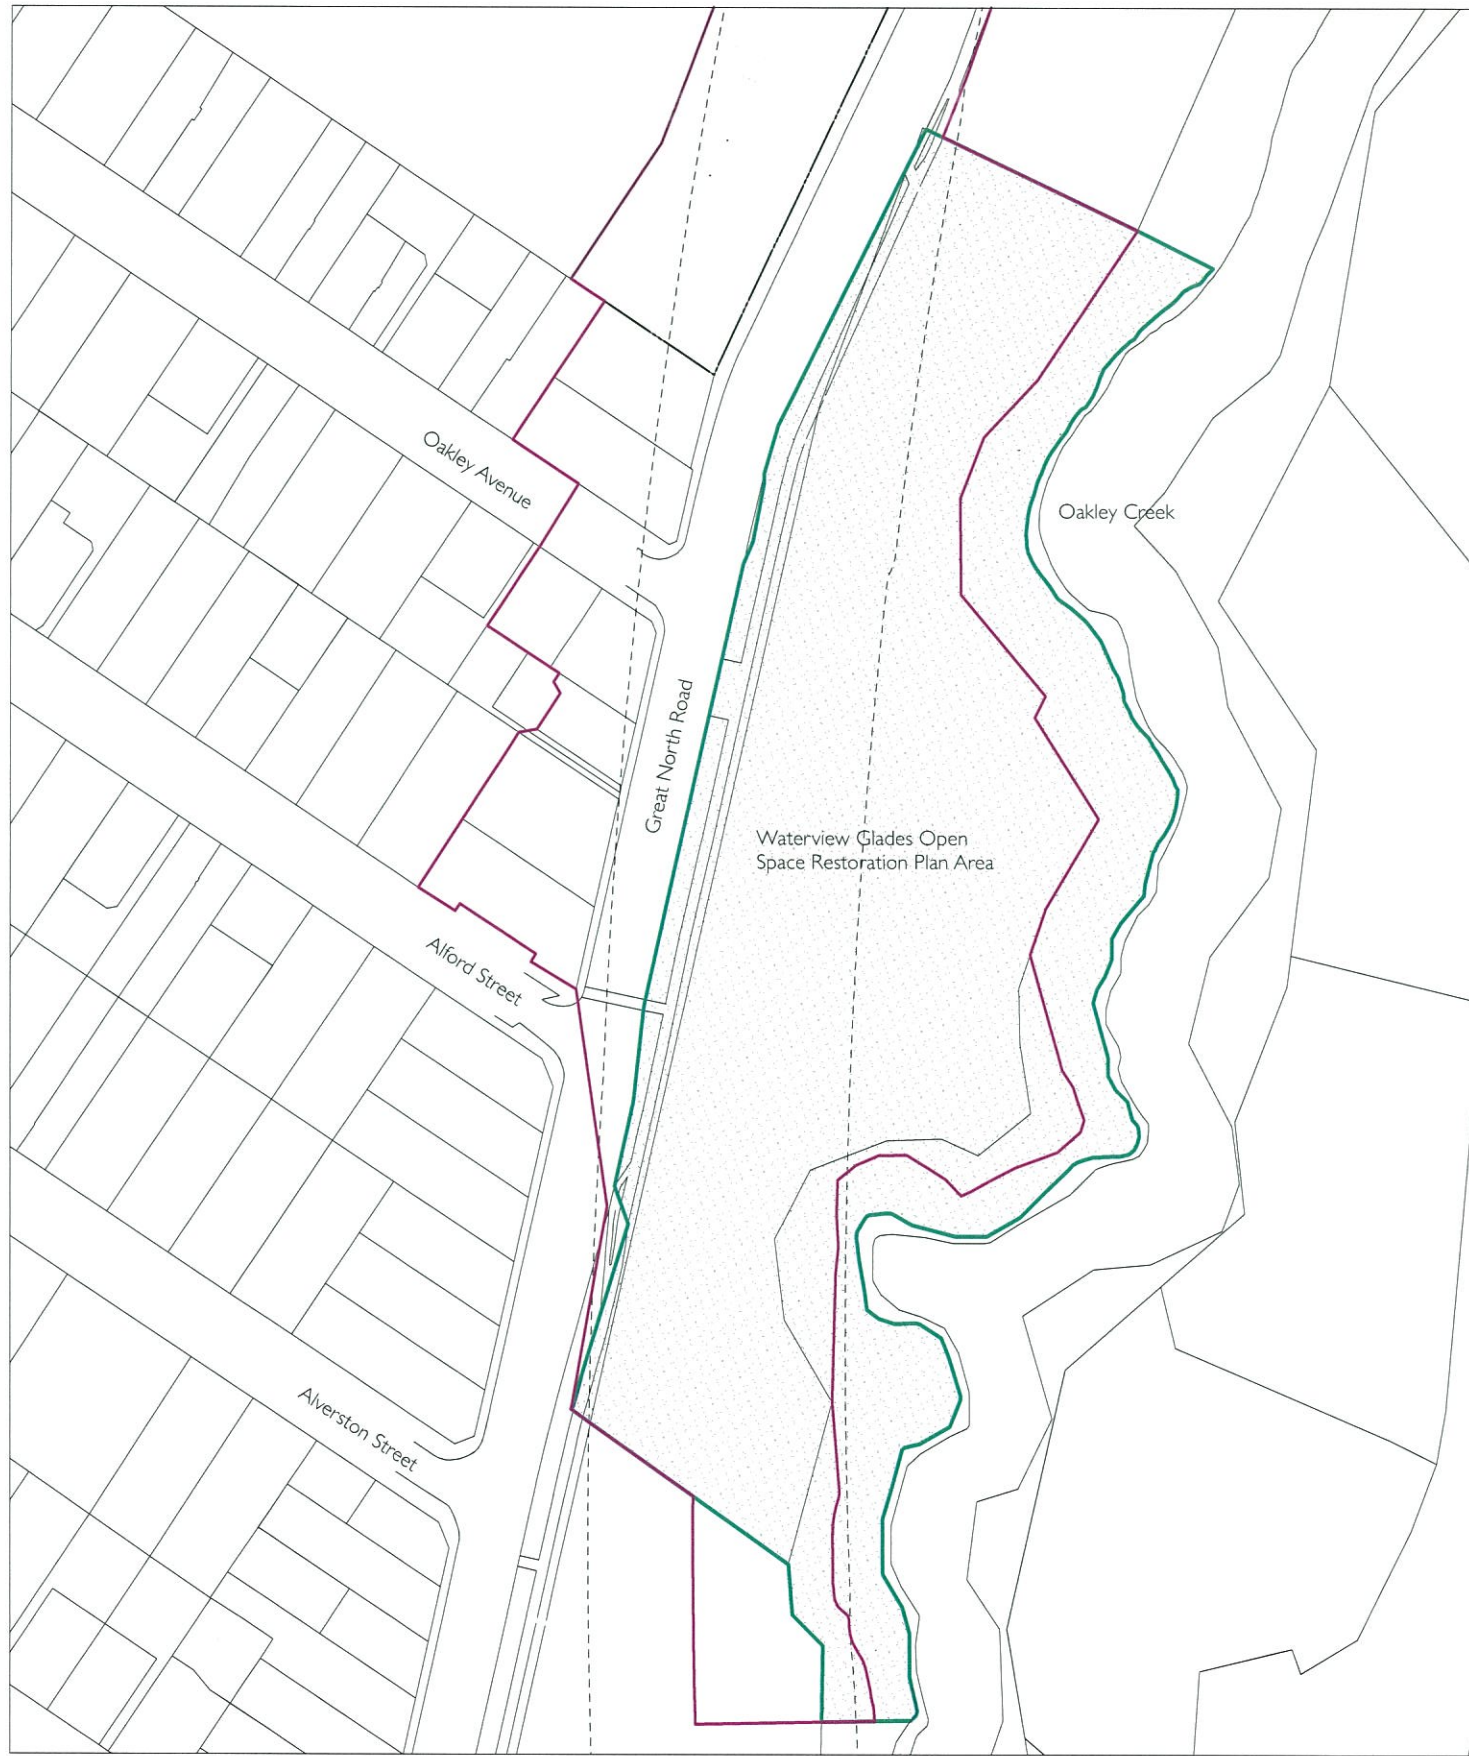 Oakley Avenue
Oakley Creek
Great North Road
Waterview Glades Open
Space Restoration Plan Area
Alford Street
Alverston Street